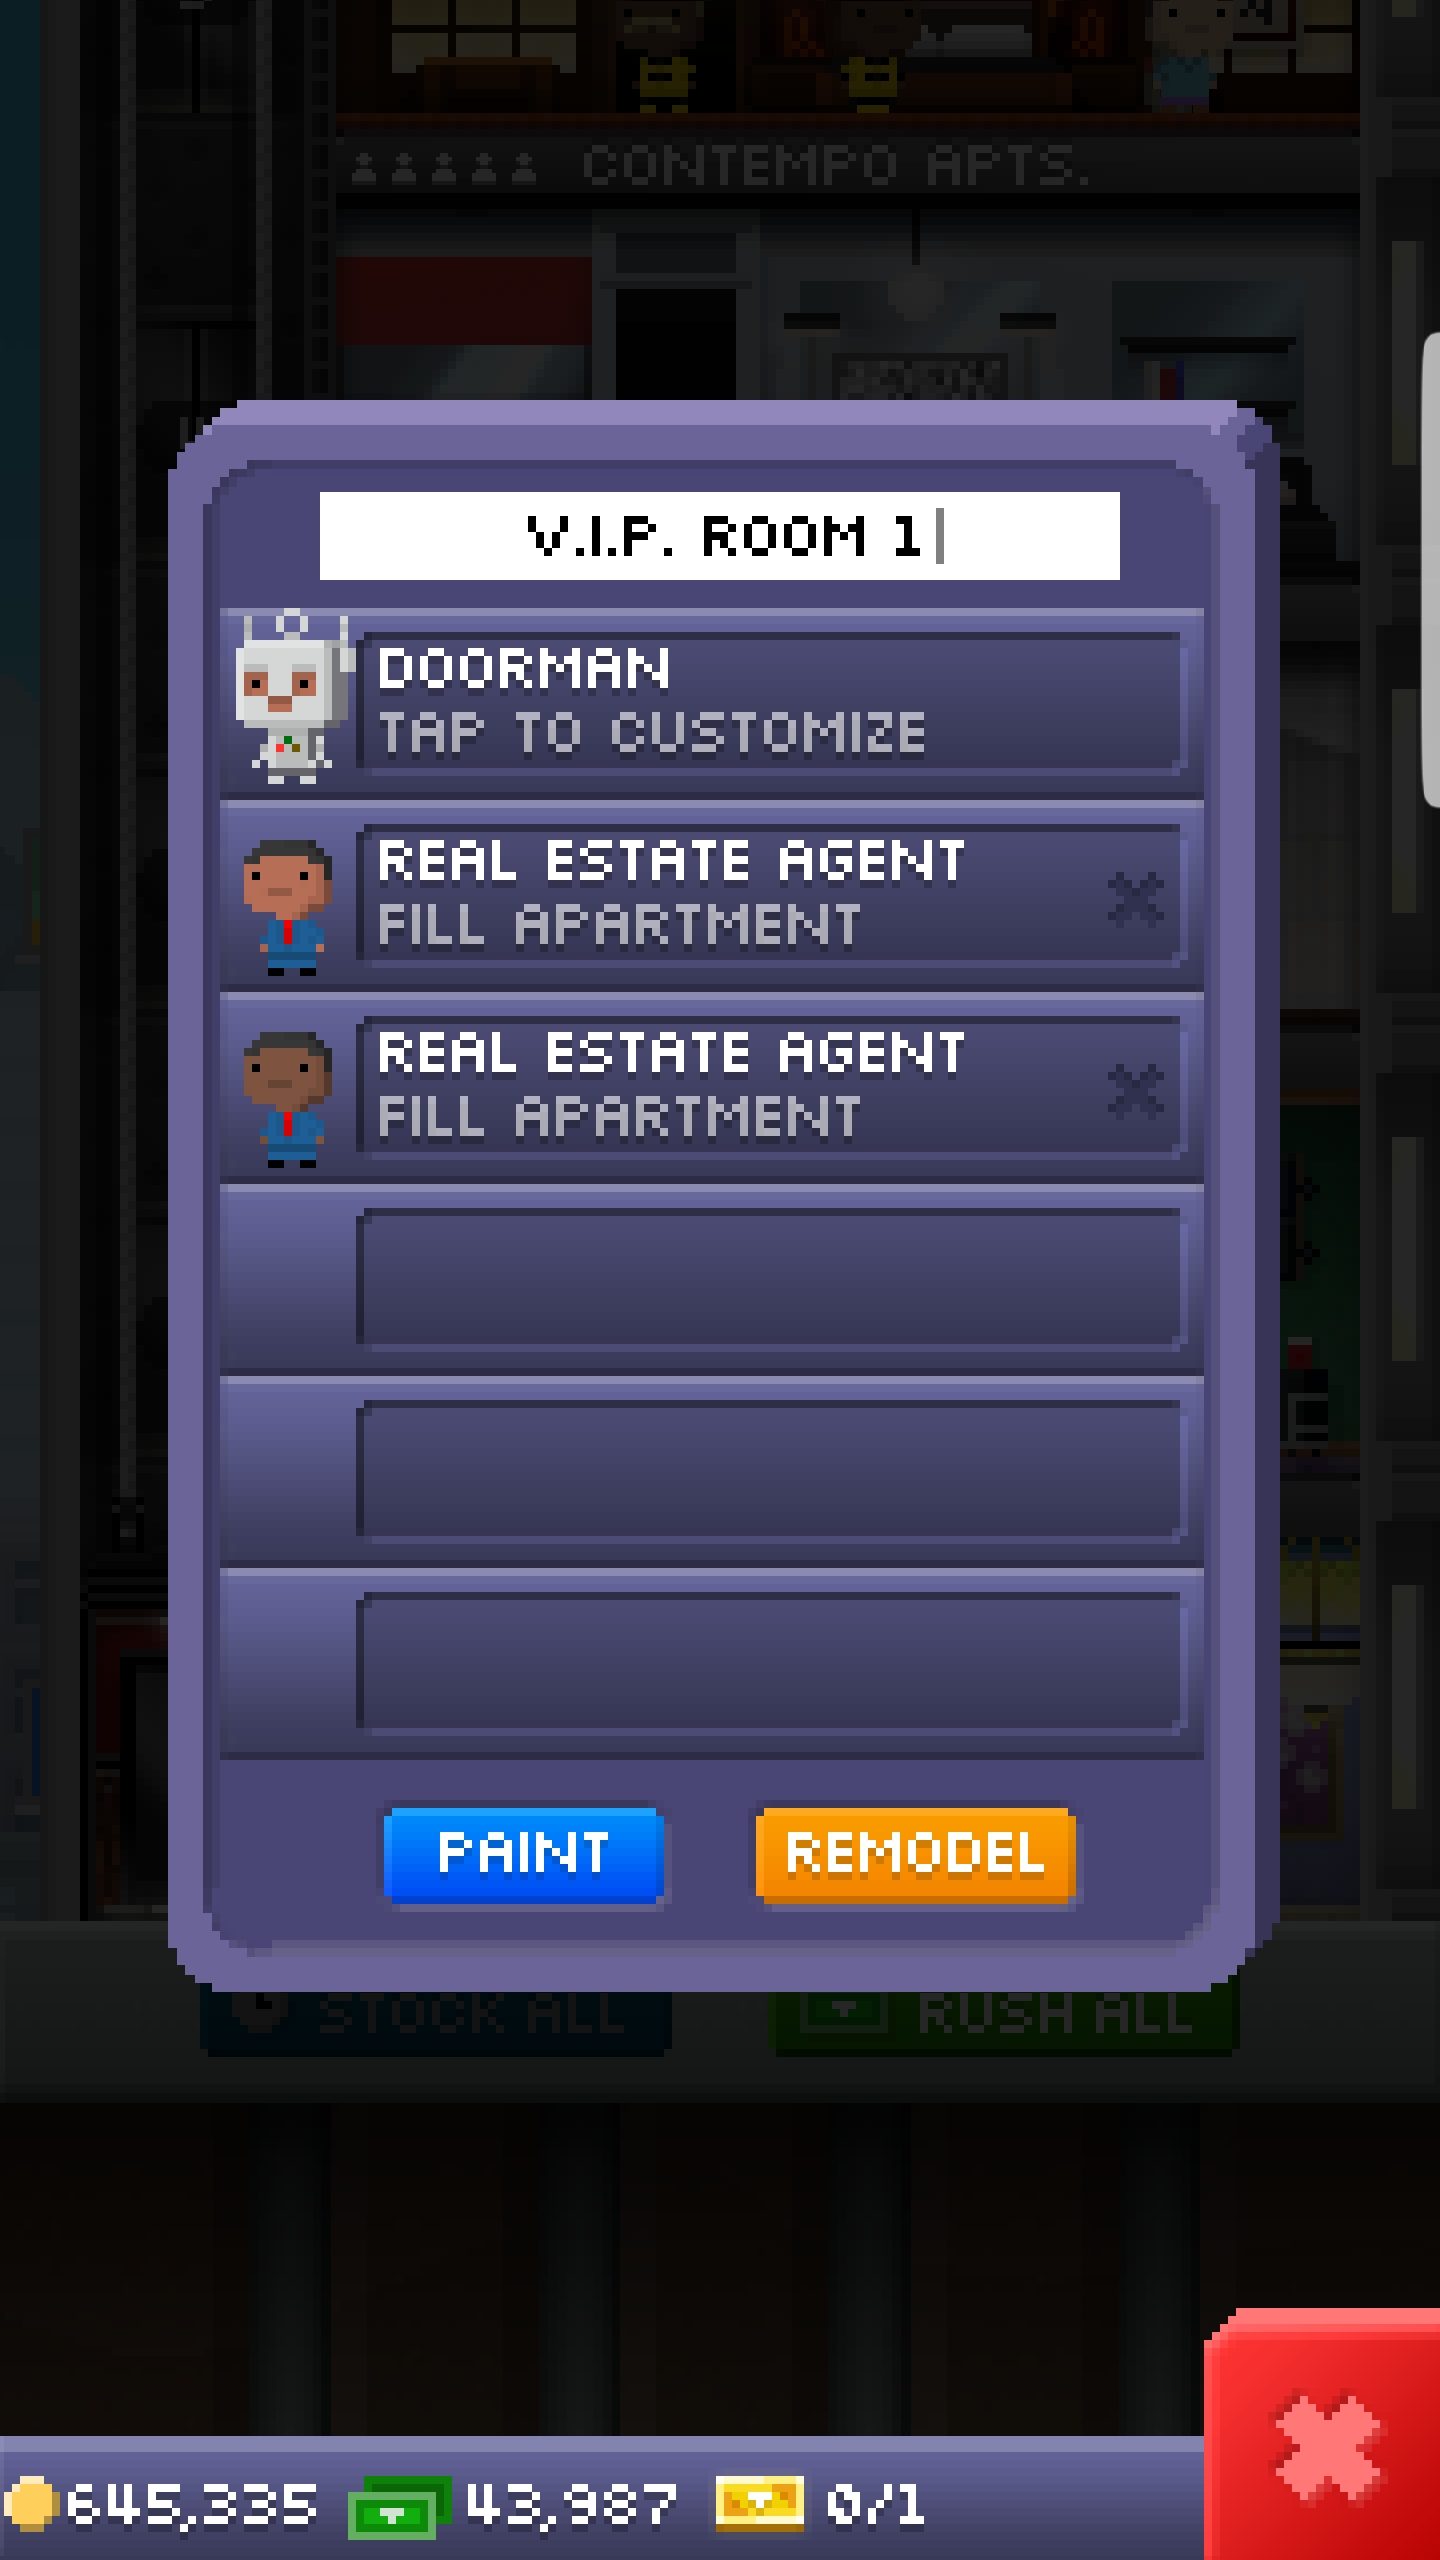 CONTEMPO APTS.
V.I.P. ROOM 1
DOORMAN
TAP TO CUSTOMIZE
REAL ESTATE AGENT
FILL APARTMENT
REAL ESTATE AGENT
FILL APARTMENT
PAINT
REMODEL
STOCK ALL
RUSH ALL
645,335
43,987
0/1